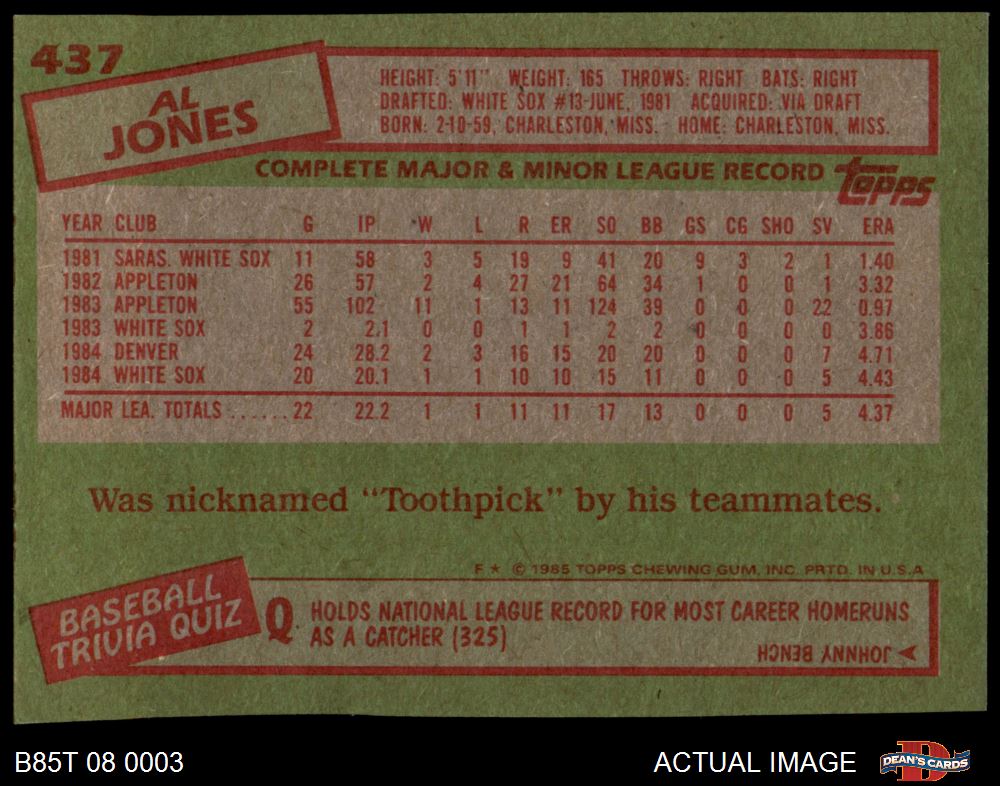 437
AL
JONES
HEIGHT: 5'11" WEIGHT: 165 THROWS: RIGHT BATS: RIGHT
DRAFTED: WHITE SOX #13-JUNE, 1981 ACQUIRED: VIA DRAFT
BORN: 2-10-59, CHARLESTON, MISS. HOME: CHARLESTON, MISS.
COMPLETE MAJOR & MINOR LEAGUE RECORD topps
YEAR CLUB G IP W L R ER SO BB GS CG SHO SV ERA
1981 SARAS. WHITE SOX 11 58 3 5 19 9 41 20 9 3 2 1 1.40
1982 APPLETON 26 57 2 4 27 21 64 34 1 0 0 1 3.32
1983 APPLETON 55 102 11 1 13 11 124 39 0 0 0 22 0.97
1983 WHITE SOX 2 2.1 0 0 1 1 2 2 0 0 0 0 3.86
1984 DENVER 24 28.2 2 3 16 15 20 20 0 0 0 7 4.71
1984 WHITE SOX 20 20.1 1 1 10 10 15 11 0 0 0 5 4.43
MAJOR LEA. TOTALS ...... 22 22.2 1 1 11 11 17 13 0 0 0 5 4.37
Was nicknamed "Toothpick" by his teammates.
F ★ © 1985 TOPPS CHEWING GUM, INC. PRTD. IN U.S.A
BASEBALL
TRIVIA QUIZ
Q. HOLDS NATIONAL LEAGUE RECORD FOR MOST CAREER HOMERUNS
AS A CATCHER (325)
JOHNNY BENCH
B85T 08 0003
ACTUAL IMAGE
D DEAN'S CARDS